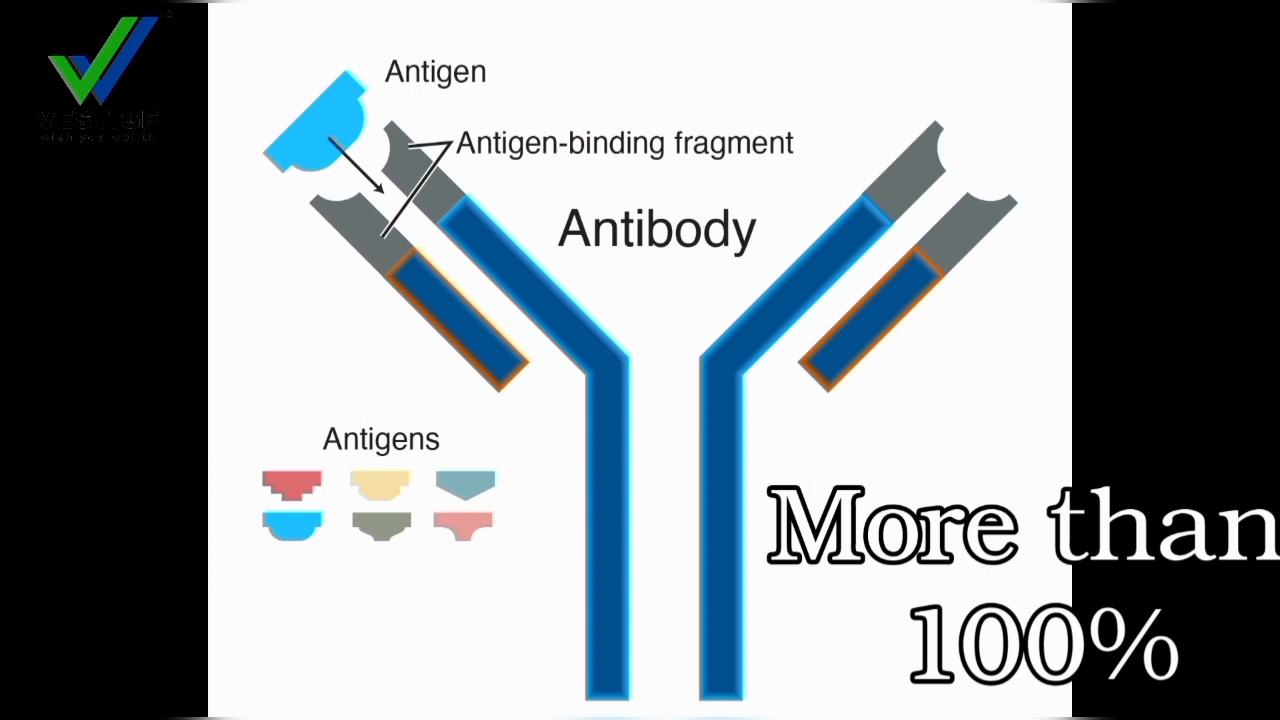 Antigen
Antigen-binding fragment
Antibody
Antigens
More than
100%